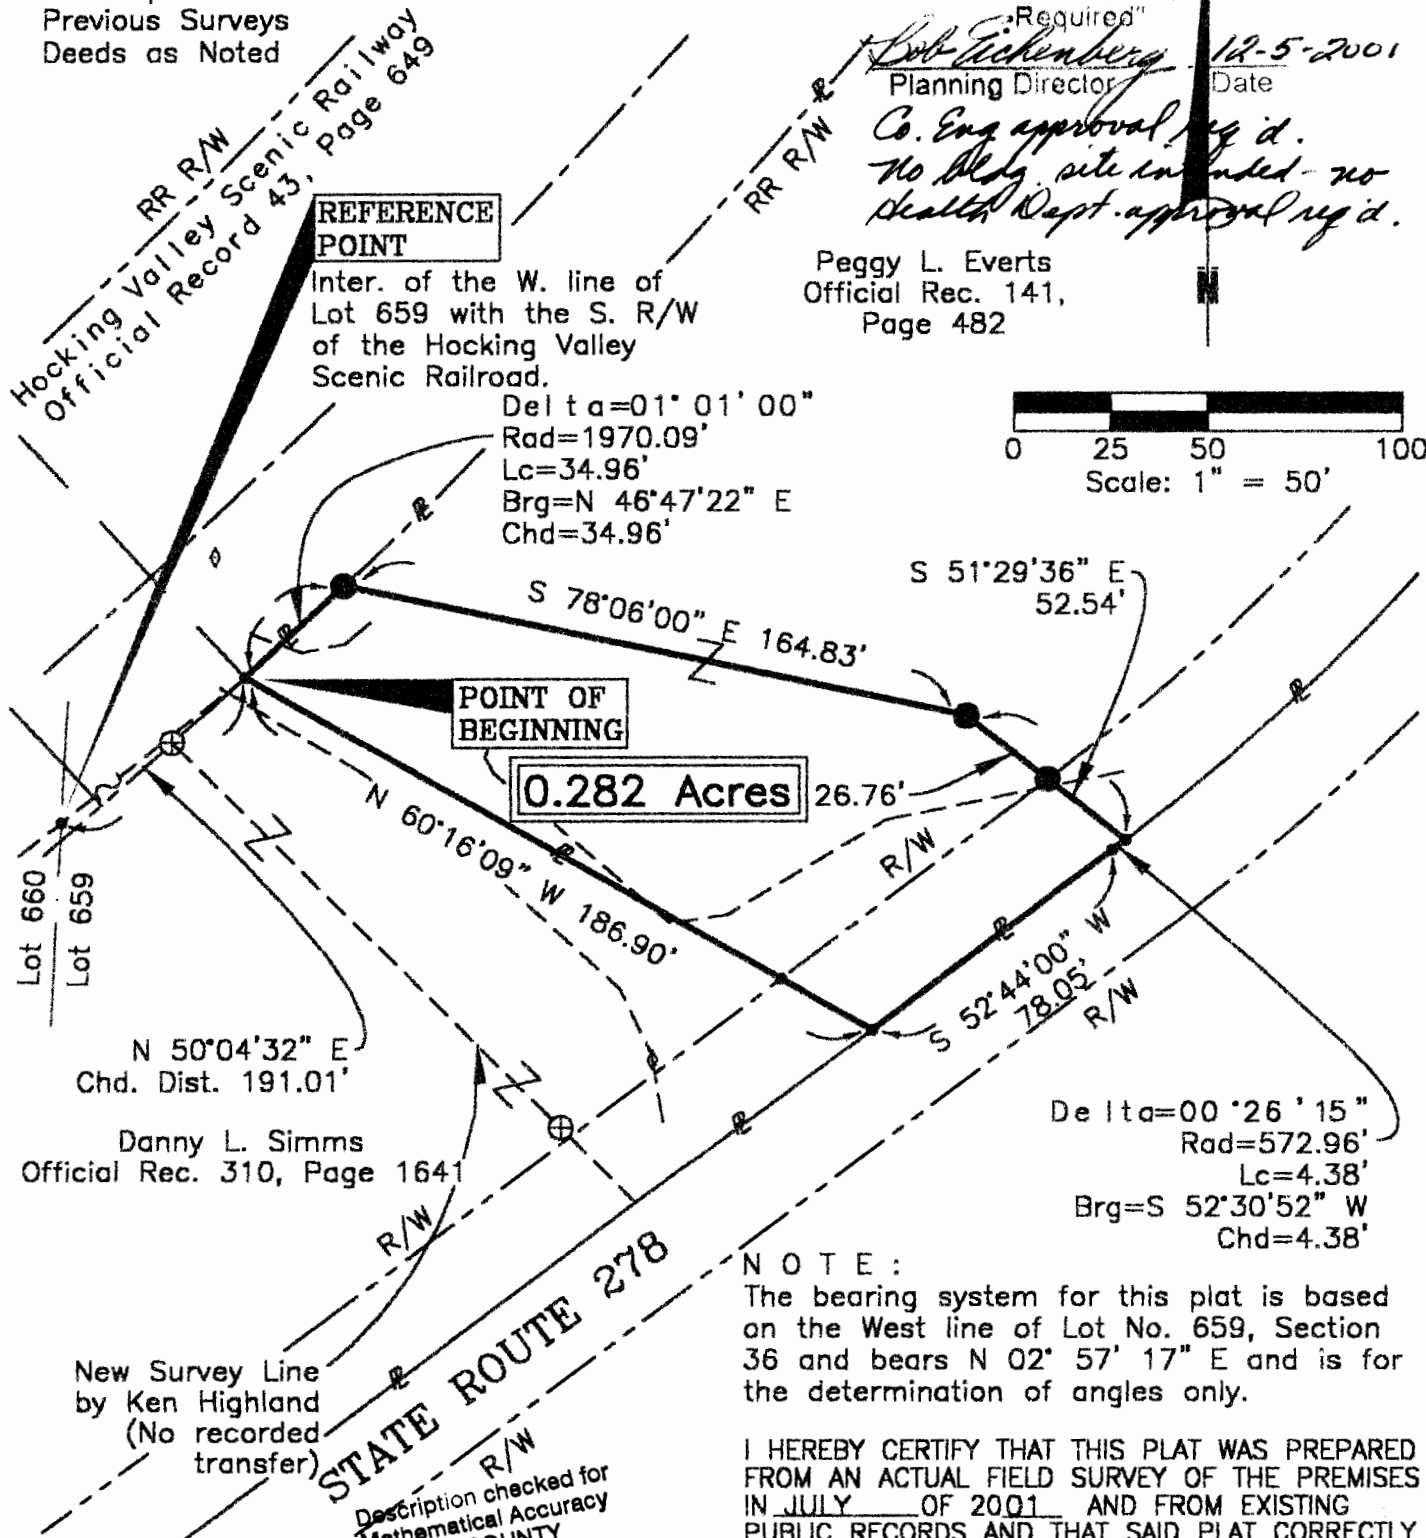 Previous Surveys
Deeds as Noted
Required"
Bob Eichenberg 12-5-2001
Planning Director Date
Co. Eng approval req'd.
No bldg. site intended - no
Health Dept. approval req'd.
RR R/W
Hocking Valley Scenic Railway
Official Record 43, Page 649
RR R/W
REFERENCE
POINT
Inter. of the W. line of
Lot 659 with the S. R/W
of the Hocking Valley
Scenic Railroad.
Peggy L. Everts
Official Rec. 141,
Page 482
N
Delta=01° 01' 00"
Rad=1970.09'
Lc=34.96'
Brg=N 46°47'22" E
Chd=34.96'
0 25 50 100
Scale: 1" = 50'
S 51°29'36" E
52.54'
S 78°06'00" E 164.83'
POINT OF
BEGINNING
0.282 Acres
26.76'
N 60°16'09" W 186.90'
R/W
Lot 660
Lot 659
S 52°44'00" W
78.05'
R/W
N 50°04'32" E
Chd. Dist. 191.01'
Danny L. Simms
Official Rec. 310, Page 1641
Delta=00°26'15"
Rad=572.96'
Lc=4.38'
Brg=S 52°30'52" W
Chd=4.38'
R/W
STATE ROUTE 278
R/W
New Survey Line
by Ken Highland
(No recorded
transfer)
NOTE:
The bearing system for this plat is based
on the West line of Lot No. 659, Section
36 and bears N 02° 57' 17" E and is for
the determination of angles only.
I HEREBY CERTIFY THAT THIS PLAT WAS PREPARED
FROM AN ACTUAL FIELD SURVEY OF THE PREMISES
IN JULY OF 2001 AND FROM EXISTING
PUBLIC RECORDS AND THAT SAID PLAT CORRECTLY
Description checked for
Mathematical Accuracy
COUNTY